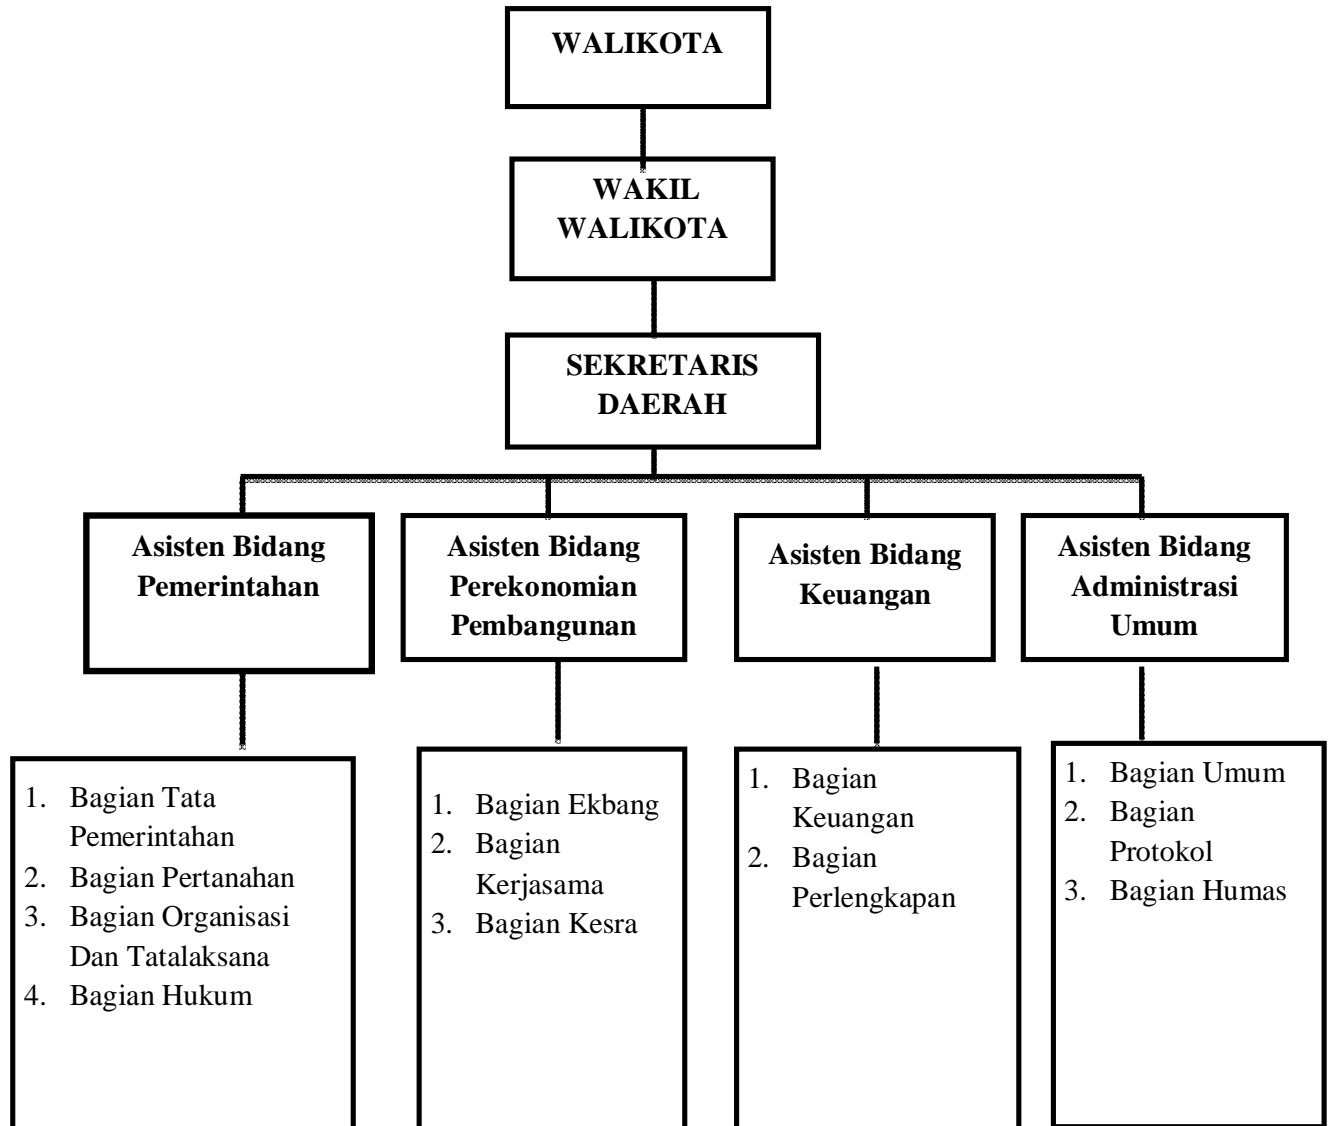 WALIKOTA
WAKIL
WALIKOTA
SEKRETARIS
DAERAH
Asisten Bidang
Pemerintahan
Asisten Bidang
Perekonomian
Pembangunan
Asisten Bidang
Keuangan
Asisten Bidang
Administrasi
Umum
1. Bagian Tata
Pemerintahan
2. Bagian Pertanahan
3. Bagian Organisasi
Dan Tatalaksana
4. Bagian Hukum
1. Bagian Ekbang
2. Bagian
Kerjasama
3. Bagian Kesra
1. Bagian
Keuangan
2. Bagian
Perlengkapan
1. Bagian Umum
2. Bagian
Protokol
3. Bagian Humas